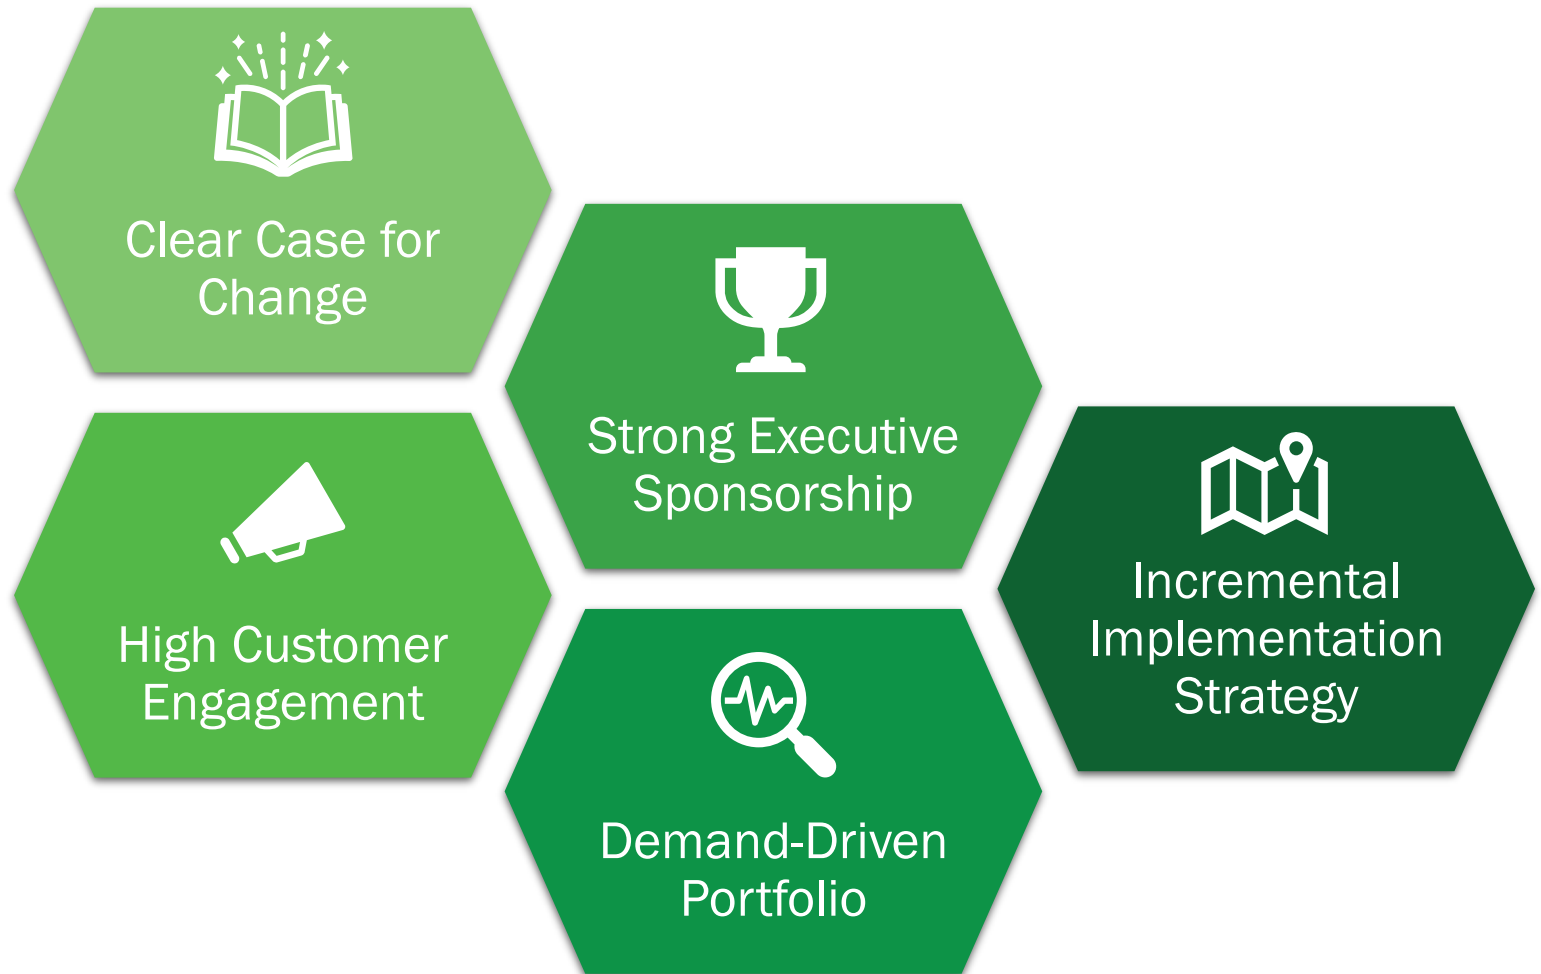 Clear Case for
Change
High Customer
Engagement
Strong Executive
Sponsorship
Demand-Driven
Portfolio
Incremental
Implementation
Strategy